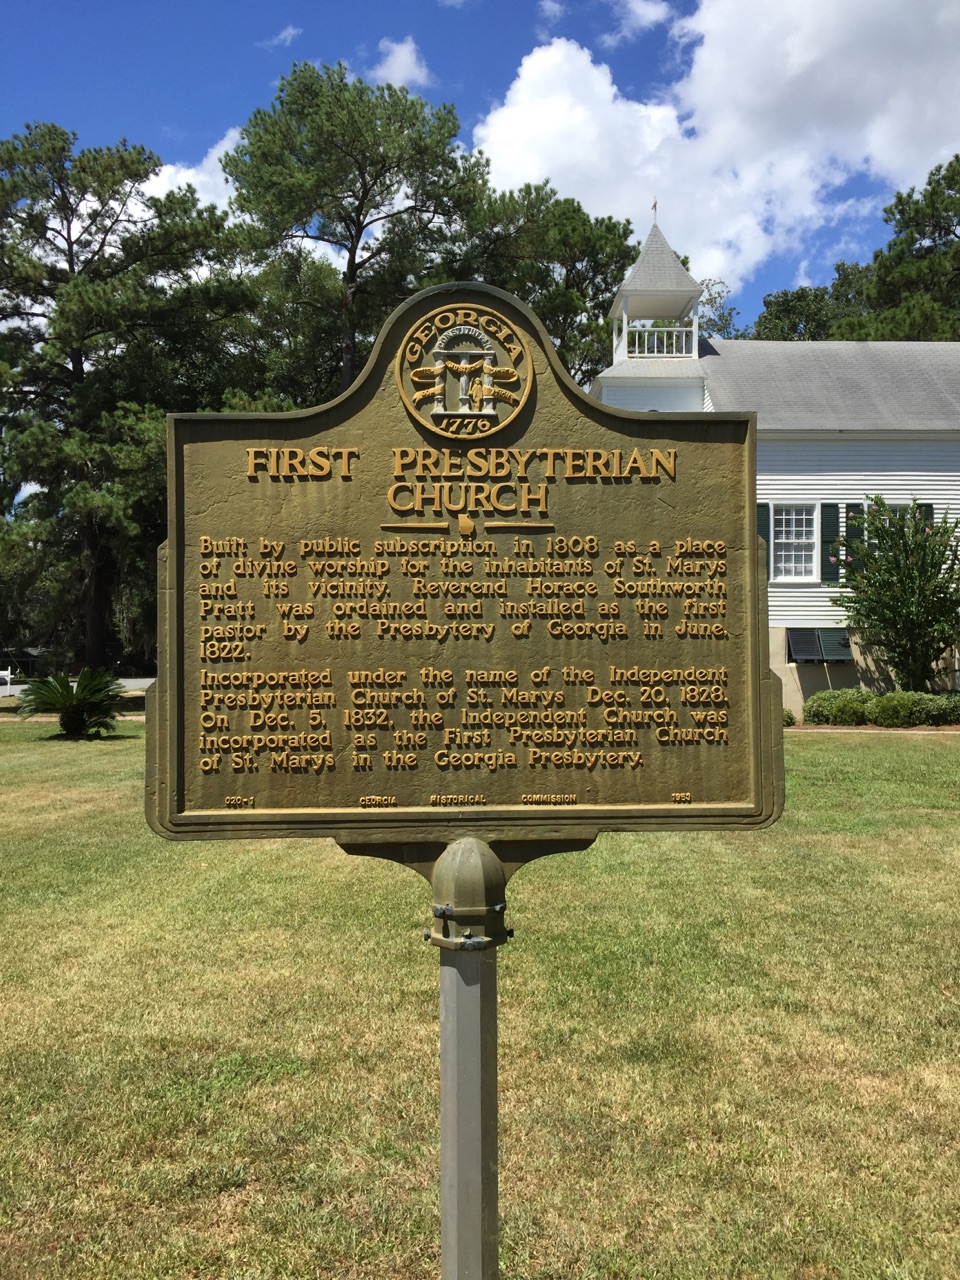 GEORGIA
CONSTITUTION
1776
FIRST PRESBYTERIAN
CHURCH
Built by public subscription in 1808 as a place
of divine worship for the inhabitants of St. Marys
and its vicinity. Reverend Horace Southworth
Pratt was ordained and installed as the first
pastor by the Presbytery of Georgia in June,
1822.
Incorporated under the name of the Independent
Presbyterian Church of St. Marys Dec. 20, 1828.
On Dec. 5, 1832, the Independent Church was
incorporated as the First Presbyterian Church
of St. Marys in the Georgia Presbytery.
020-1 GEORGIA HISTORICAL COMMISSION 1953